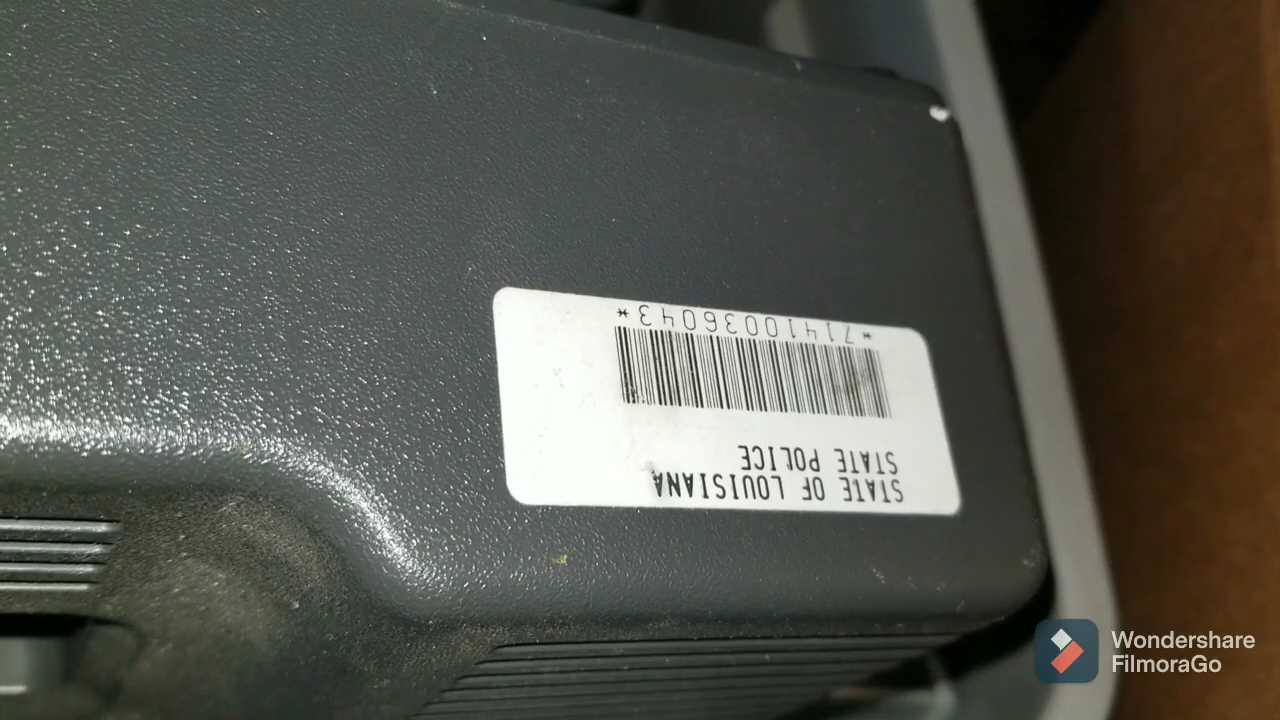 STATE OF LOUISIANA
STATE POLICE
*71410036043*
Wondershare
FilmoraGo